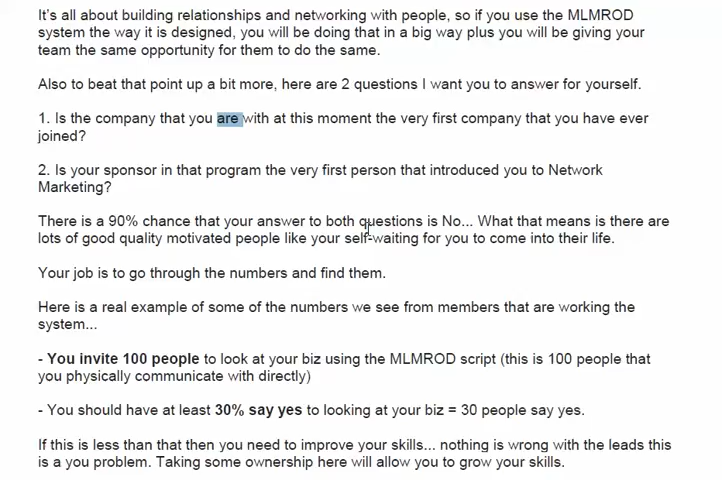 It's all about building relationships and networking with people, so if you use the MLMROD
system the way it is designed, you will be doing that in a big way plus you will be giving your
team the same opportunity for them to do the same.
Also to beat that point up a bit more, here are 2 questions I want you to answer for yourself.
1. Is the company that you are with at this moment the very first company that you have ever
joined?
2. Is your sponsor in that program the very first person that introduced you to Network
Marketing?
There is a 90% chance that your answer to both questions is No... What that means is there are
lots of good quality motivated people like your self-waiting for you to come into their life.
Your job is to go through the numbers and find them.
Here is a real example of some of the numbers we see from members that are working the
system...
- You invite 100 people to look at your biz using the MLMROD script (this is 100 people that
you physically communicate with directly)
- You should have at least 30% say yes to looking at your biz = 30 people say yes.
If this is less than that then you need to improve your skills... nothing is wrong with the leads this
is a you problem. Taking some ownership here will allow you to grow your skills.